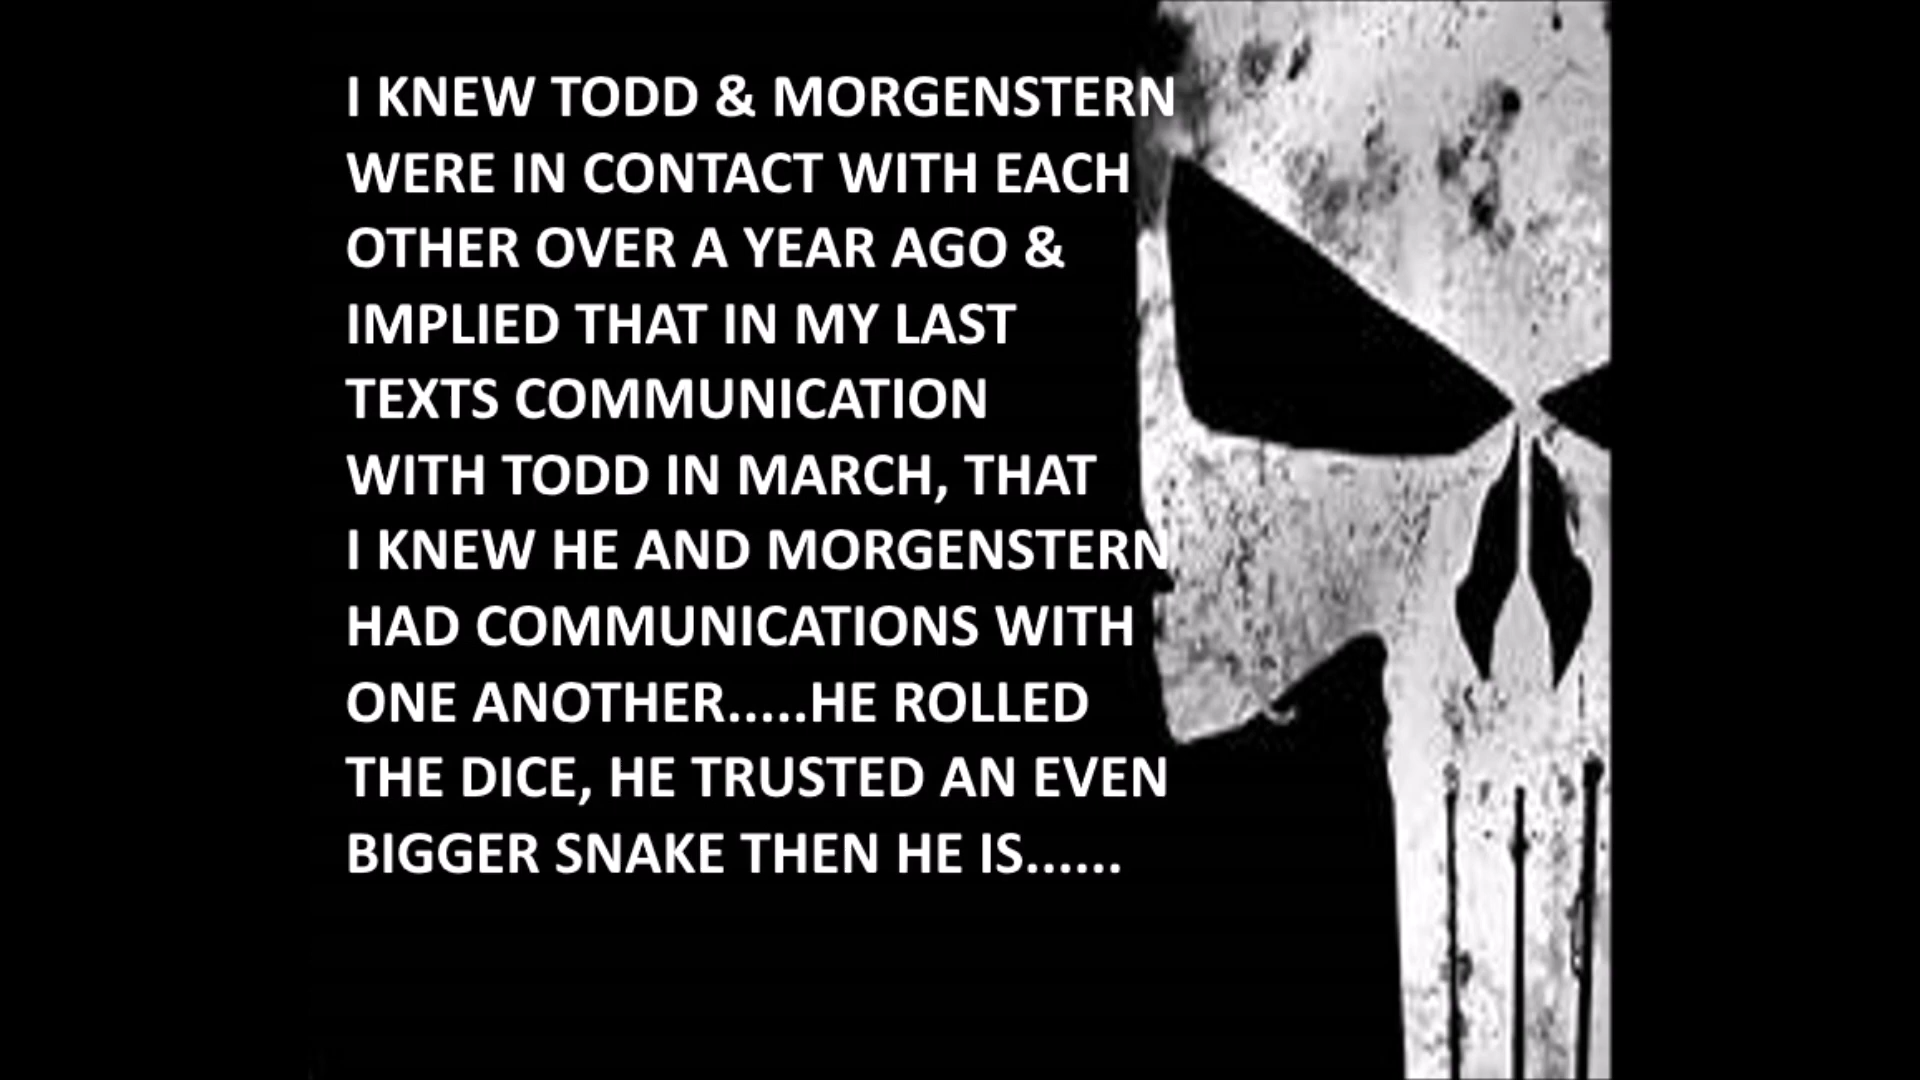 I KNEW TODD & MORGENSTERN
WERE IN CONTACT WITH EACH
OTHER OVER A YEAR AGO &
IMPLIED THAT IN MY LAST
TEXTS COMMUNICATION
WITH TODD IN MARCH, THAT
I KNEW HE AND MORGENSTERN
HAD COMMUNICATIONS WITH
ONE ANOTHER.....HE ROLLED
THE DICE, HE TRUSTED AN EVEN
BIGGER SNAKE THEN HE IS......